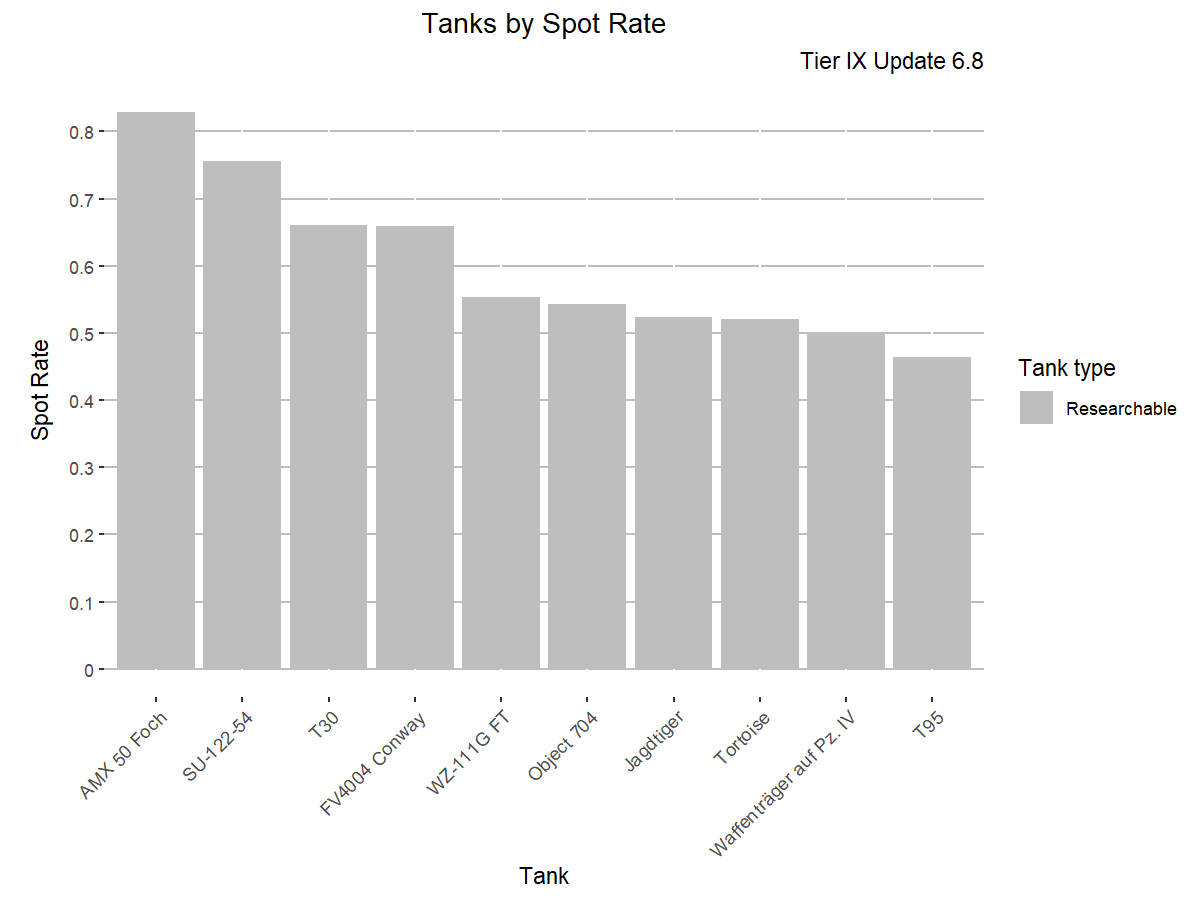 Tanks by Spot Rate
Tier IX Update 6.8
Spot Rate
0.8
0.7
0.6
0.5
0.4
0.3
0.2
0.1
0
AMX 50 Foch
SU-122-54
T30
FV4004 Conway
WZ-111G FT
Object 704
Jagdtiger
Tortoise
Waffenträger auf Pz. IV
T95
Tank
Tank type
Researchable